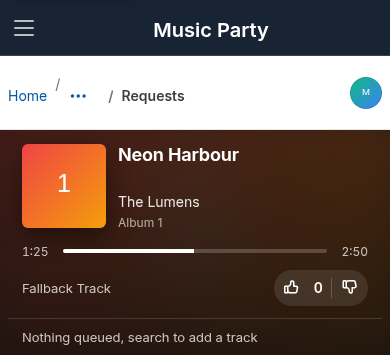 Music Party
Home / ••• / Requests
M
1
Neon Harbour
The Lumens
Album 1
1:25
2:50
Fallback Track
0
Nothing queued, search to add a track